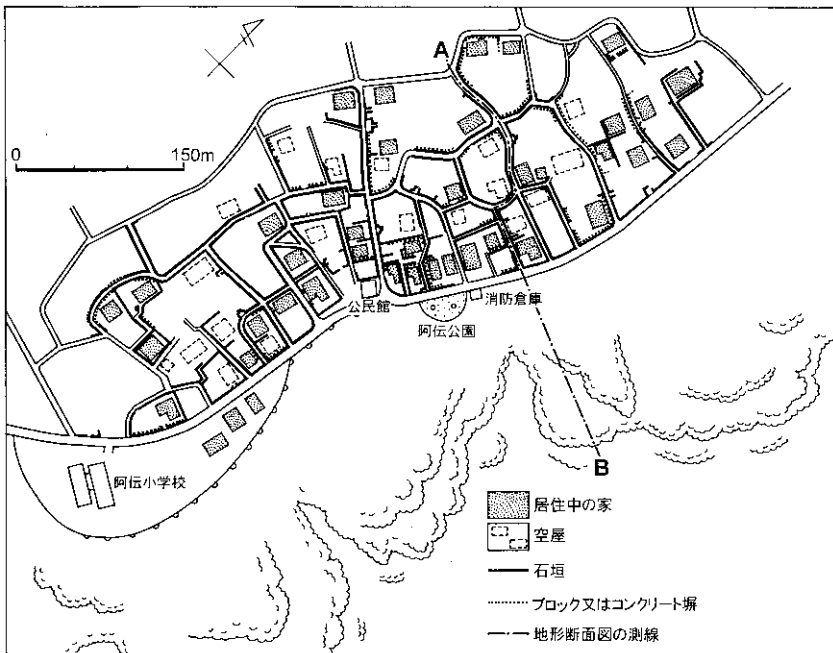 A
0
150m
公民館
消防倉庫
阿伝公園
阿伝小学校
B
居住中の家
空屋
石垣
ブロック又はコンクリート塀
地形断面図の測線